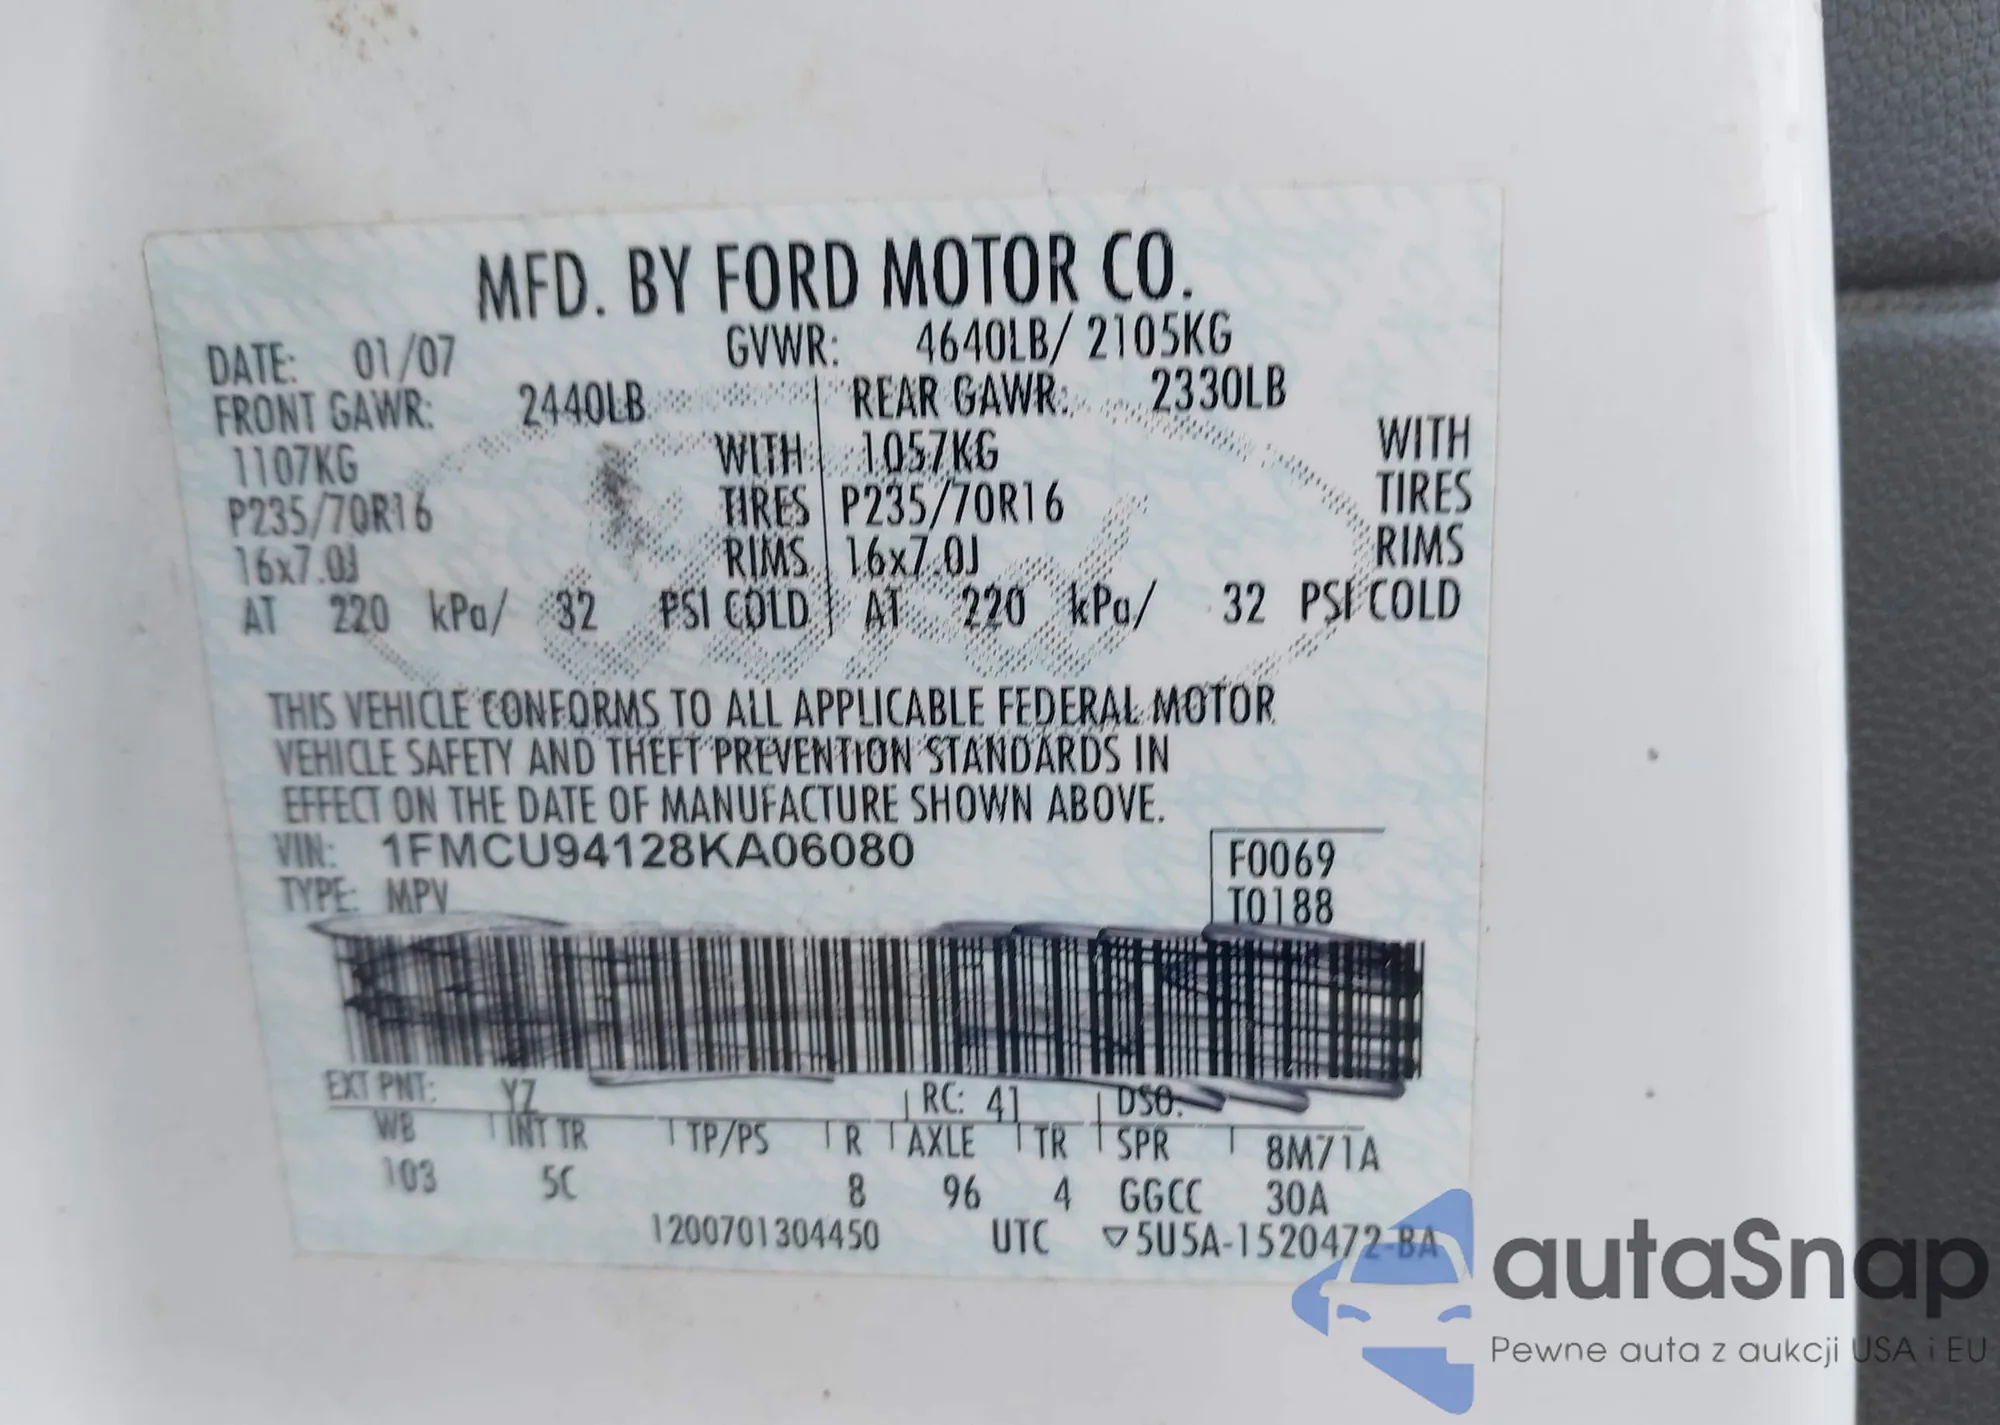 MFD. BY FORD MOTOR CO.
DATE: 01/07 GVWR: 4640LB/ 2105KG
FRONT GAWR: 2440LB REAR GAWR: 2330LB
1107KG WITH 1057KG WITH
P235/70R16 TIRES P235/70R16 TIRES
16x7.0J RIMS 16x7.0J RIMS
AT 220 kPa/ 32 PSI COLD AT 220 kPa/ 32 PSI COLD
THIS VEHICLE CONFORMS TO ALL APPLICABLE FEDERAL MOTOR
VEHICLE SAFETY AND THEFT PREVENTION STANDARDS IN
EFFECT ON THE DATE OF MANUFACTURE SHOWN ABOVE.
VIN: 1FMCU94128KA06080 F0069
TYPE: MPV T0188
EXT PNT: YZ RC: 41 DSO:
WB INT TR TP/PS R AXLE TR SPR 8M71A
103 5C 8 96 4 GGCC 30A
1200701304450 UTC ▽5U5A-1520472-BA
autaSnap
Pewne auta z aukcji USA i EU